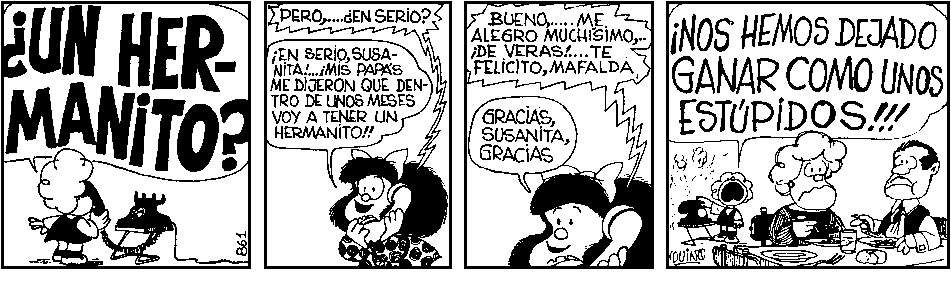 ¿UN HER-
MANITO?
861
PERO,....¿EN SERIO?
¡EN SERIO, SUSA-
NITA!...¡MIS PAPÁS
ME DIJERON QUE DEN-
TRO DE UNOS MESES
VOY A TENER UN
HERMANITO!!
BUENO,.....ME
ALEGRO MUCHÍSIMO,..
¡DE VERAS!....TE
FELICITO, MAFALDA
GRACIAS,
SUSANITA,
GRACIAS
¡NOS HEMOS DEJADO
GANAR COMO UNOS
ESTÚPIDOS!!!
QUINO